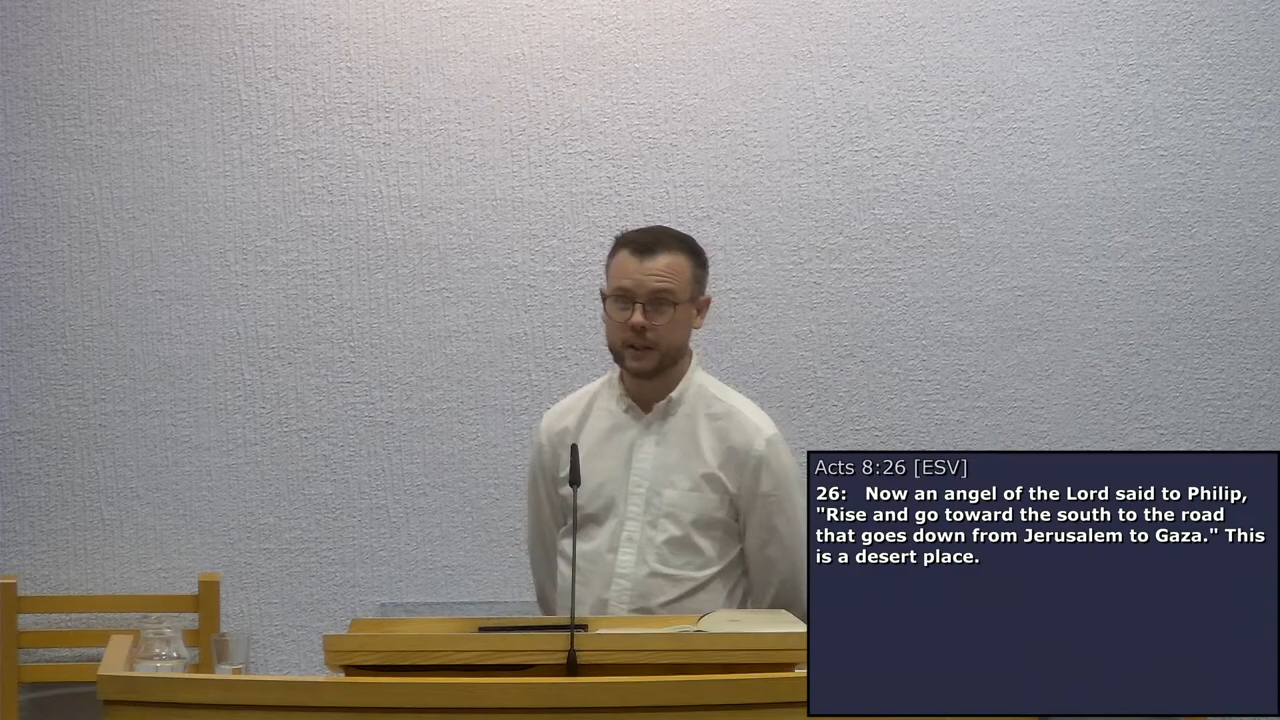 Acts 8:26 [ESV]
26: Now an angel of the Lord said to Philip,
"Rise and go toward the south to the road
that goes down from Jerusalem to Gaza." This
is a desert place.